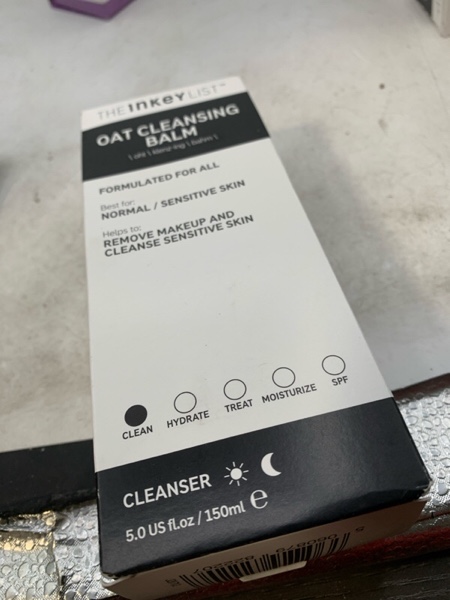 THE INKEY LIST™
OAT CLEANSING
BALM
FORMULATED FOR ALL
Best for:
NORMAL / SENSITIVE SKIN
Helps to:
REMOVE MAKEUP AND
CLEANSE SENSITIVE SKIN
CLEAN HYDRATE TREAT MOISTURIZE SPF
CLEANSER
5.0 US fl.oz / 150ml ℮